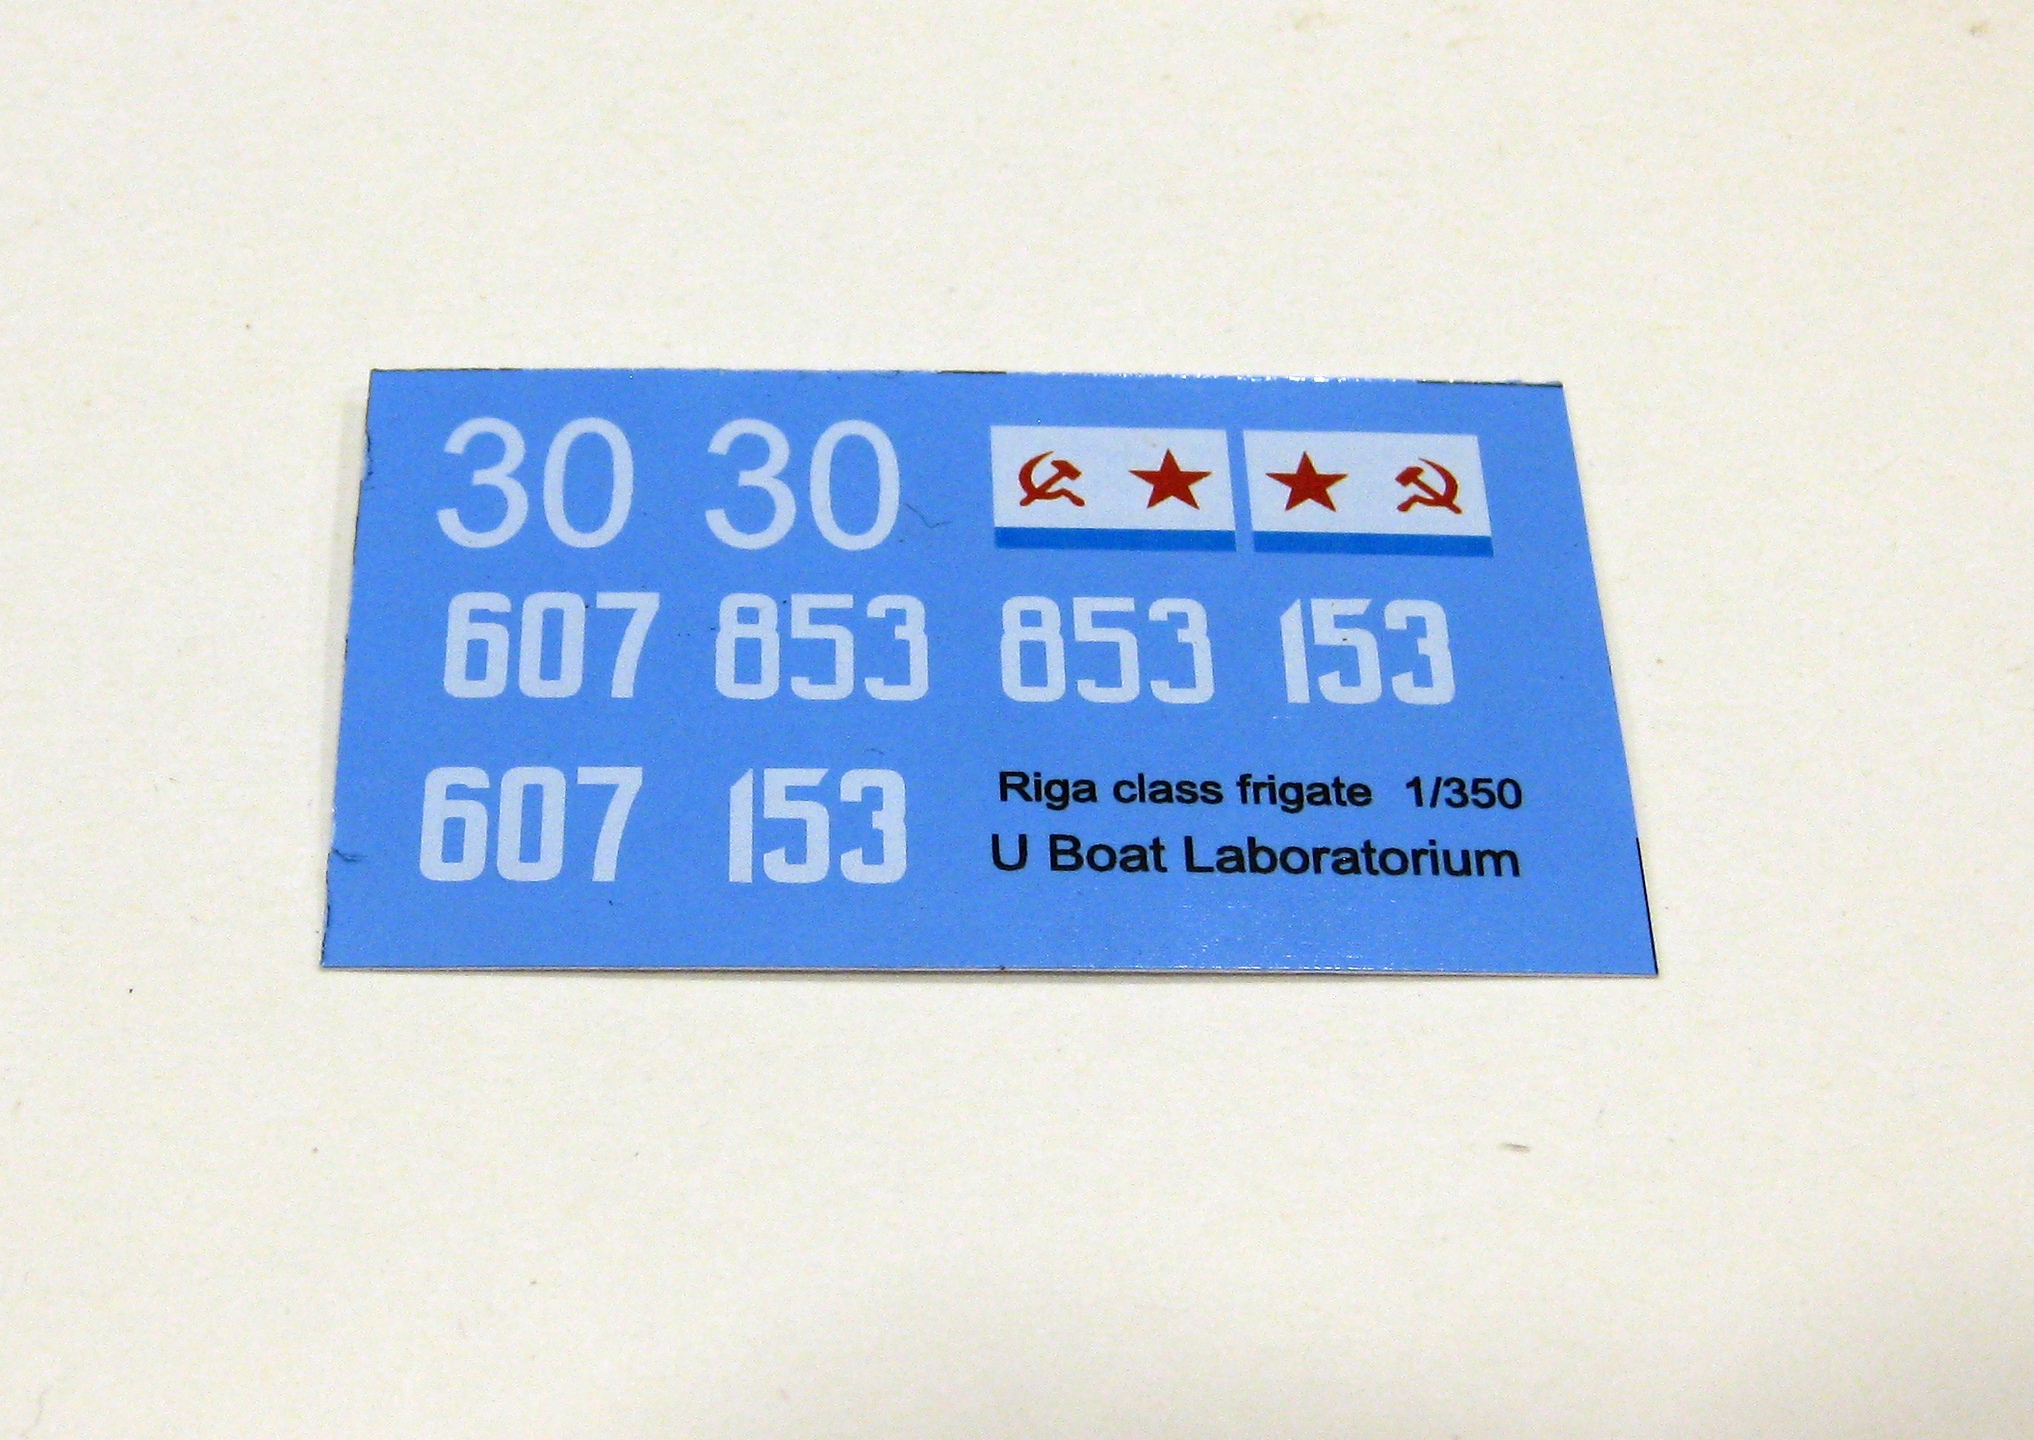 30 30
607 853 853 153
607 153
Riga class frigate 1/350
U Boat Laboratorium